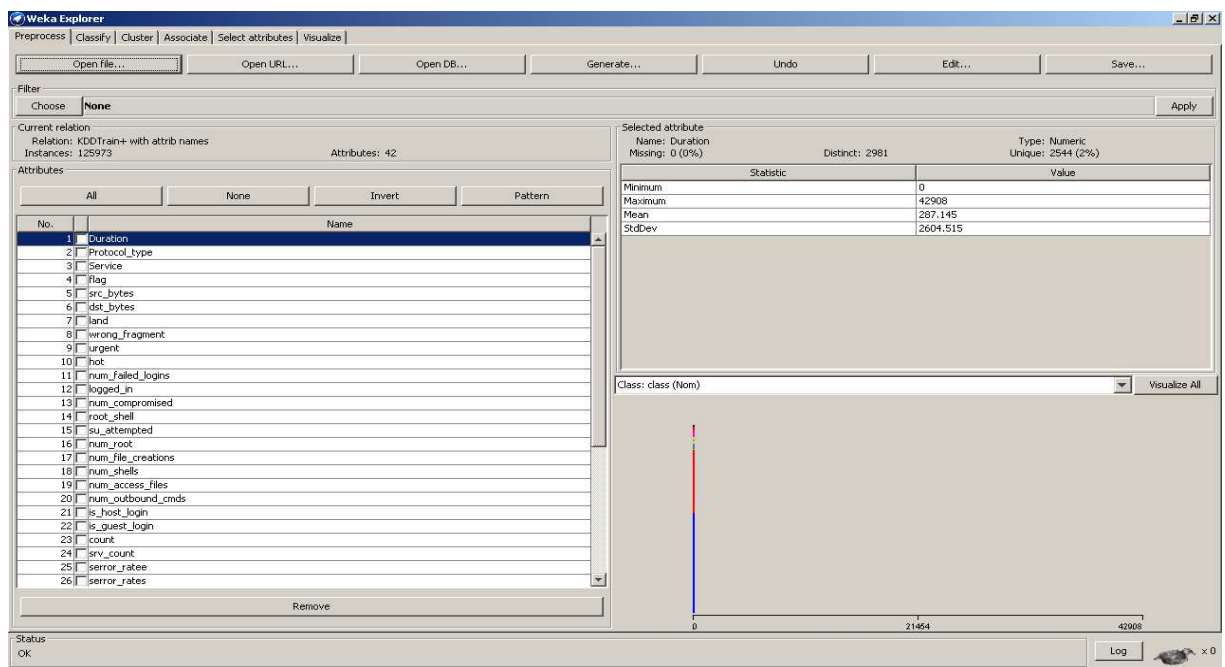 Weka Explorer
Preprocess Classify Cluster Associate Select attributes Visualize
Open file... Open URL... Open DB... Generate... Undo Edit... Save...
Filter
Choose None Apply
Current relation
Relation: KDDTrain+ with attrib names
Instances: 125973 Attributes: 42
Attributes
All None Invert Pattern
No. Name
1 Duration
2 Protocol_type
3 Service
4 flag
5 src_bytes
6 dst_bytes
7 land
8 wrong_fragment
9 urgent
10 hot
11 num_failed_logins
12 logged_in
13 num_compromised
14 root_shell
15 su_attempted
16 num_root
17 num_file_creations
18 num_shells
19 num_access_files
20 num_outbound_cmds
21 is_host_login
22 is_guest_login
23 count
24 srv_count
25 serror_ratee
26 serror_rates
Remove
Selected attribute
Name: Duration Type: Numeric
Missing: 0 (0%) Distinct: 2981 Unique: 2544 (2%)
Statistic Value
Minimum 0
Maximum 42908
Mean 287.145
StdDev 2604.515
Class: class (Nom) Visualize All
0 21454 42908
Status
OK
Log x 0